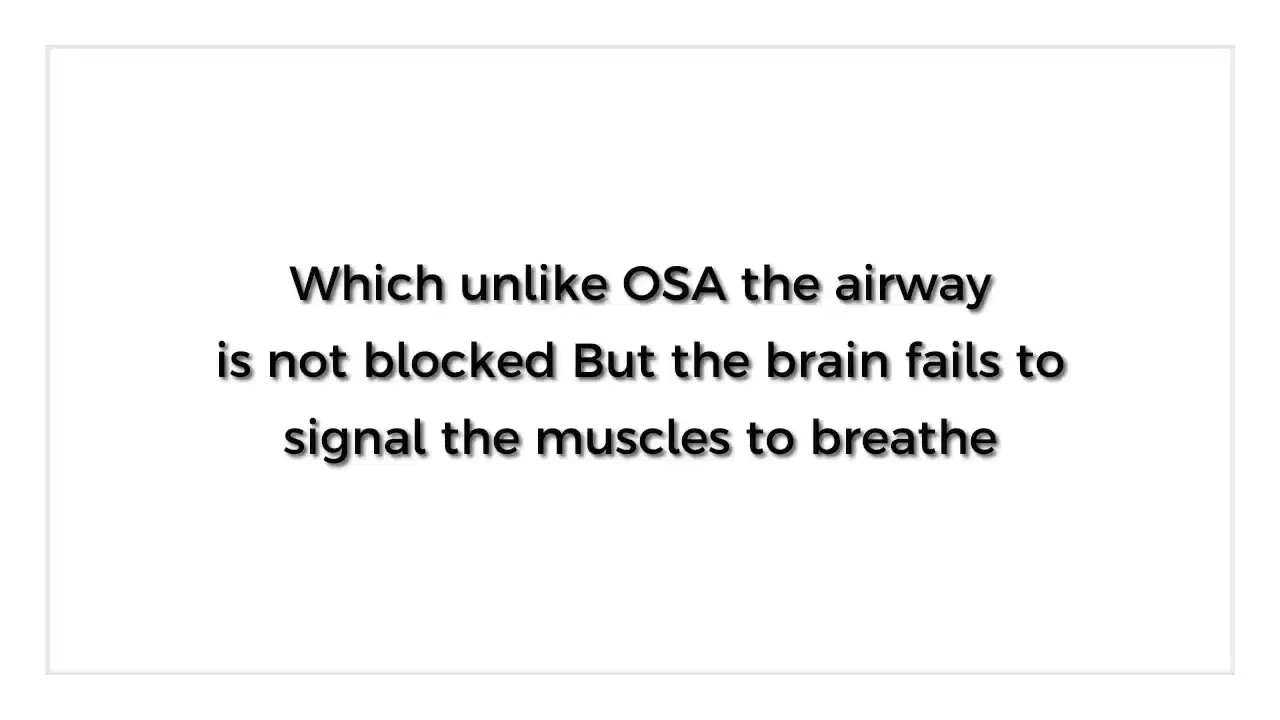 Which unlike OSA the airway
is not blocked But the brain fails to
signal the muscles to breathe